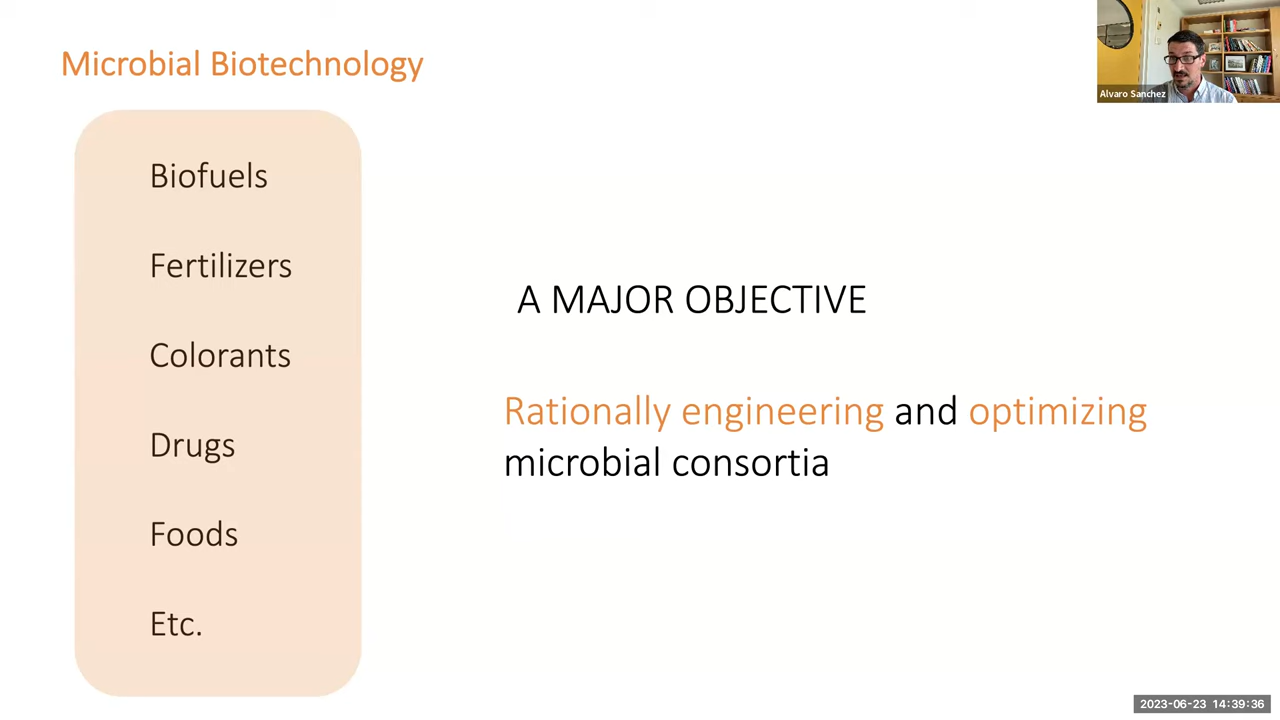 Microbial Biotechnology
Alvaro Sanchez
Biofuels
Fertilizers
Colorants
Drugs
Foods
Etc.
A MAJOR OBJECTIVE
Rationally engineering and optimizing
microbial consortia
2023-06-23 14:39:36